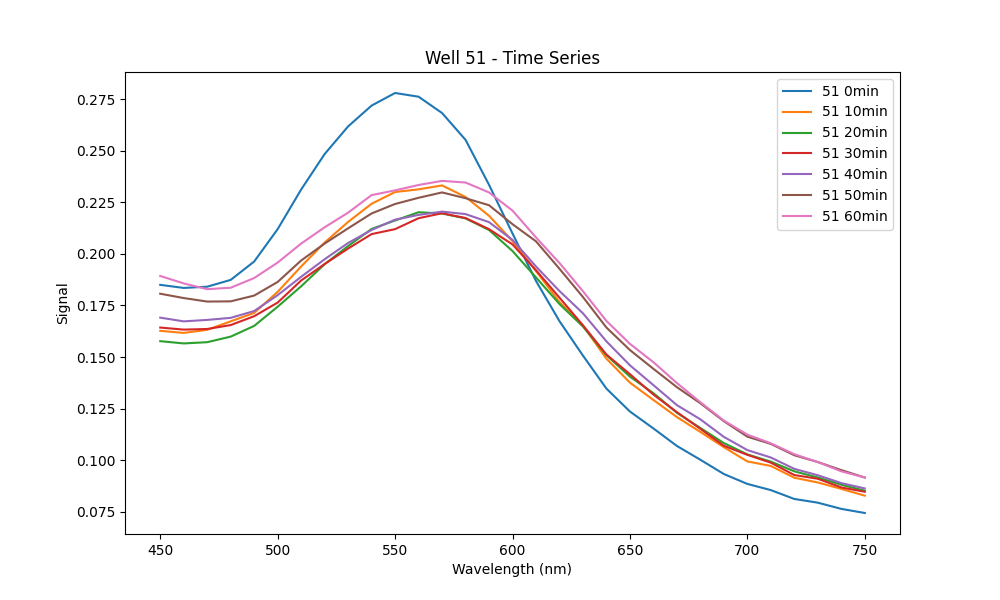 Well 51 - Time Series
51 0min
51 10min
51 20min
51 30min
51 40min
51 50min
51 60min
0.275
0.250
0.225
0.200
0.175
0.150
0.125
0.100
0.075
Signal
450 500 550 600 650 700 750
Wavelength (nm)